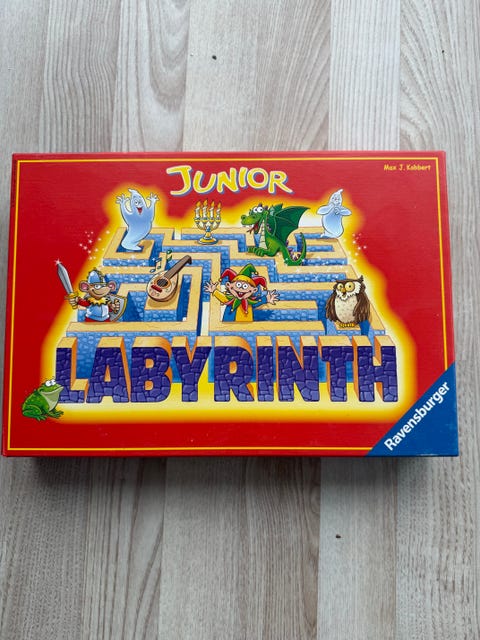 Max J. Kobbert
JUNIOR
LABYRINTH
Ravensburger